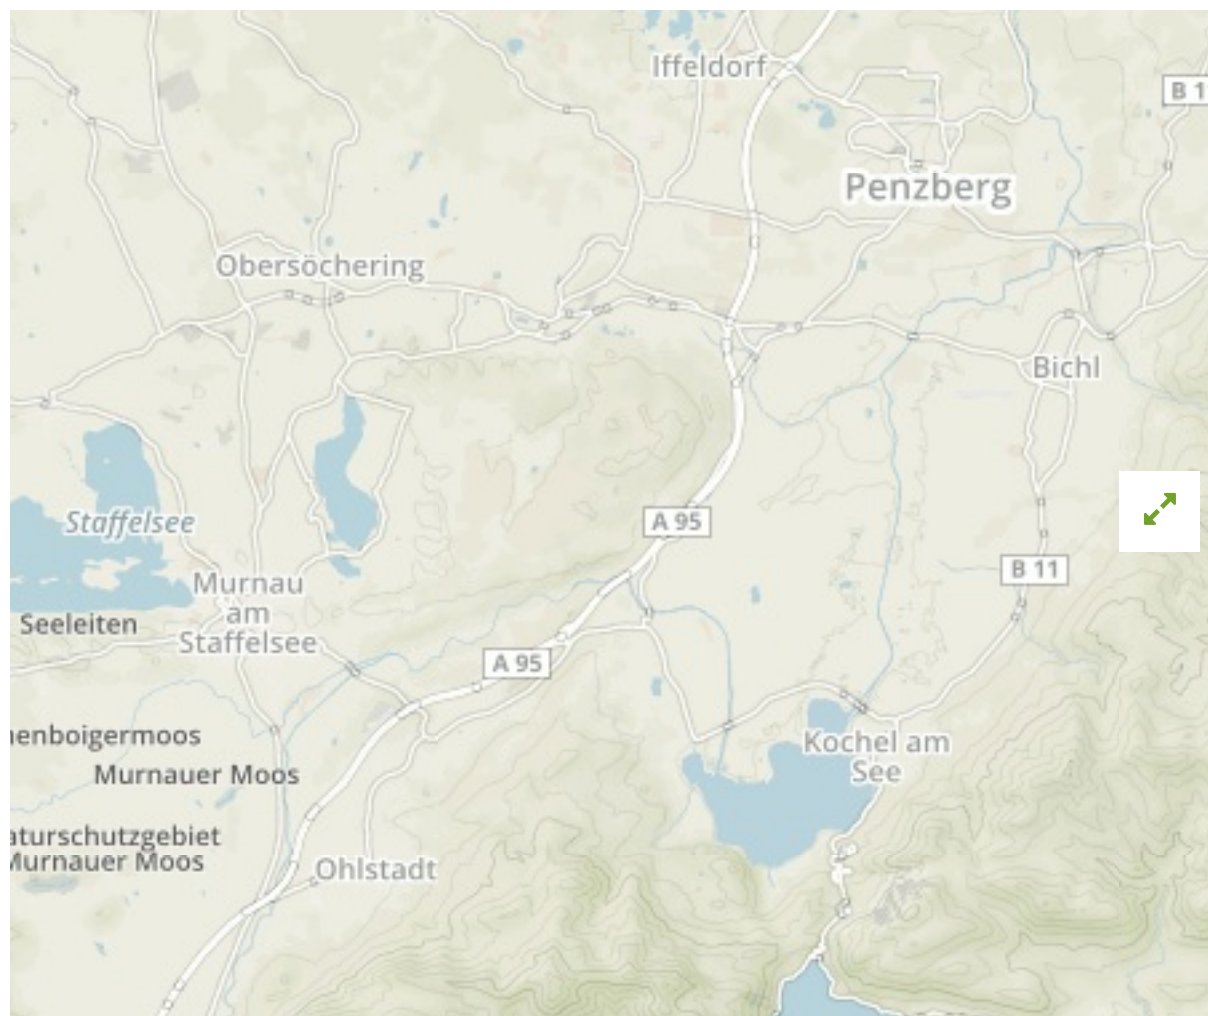 Iffeldorf
B 1
Penzberg
Obersöchering
Bichl
A 95
Staffelsee
B 11
Murnau
am
Staffelsee
Seeleiten
A 95
henboigermoos
Kochel am
See
Murnauer Moos
aturschutzgebiet
Murnauer Moos
Ohlstadt